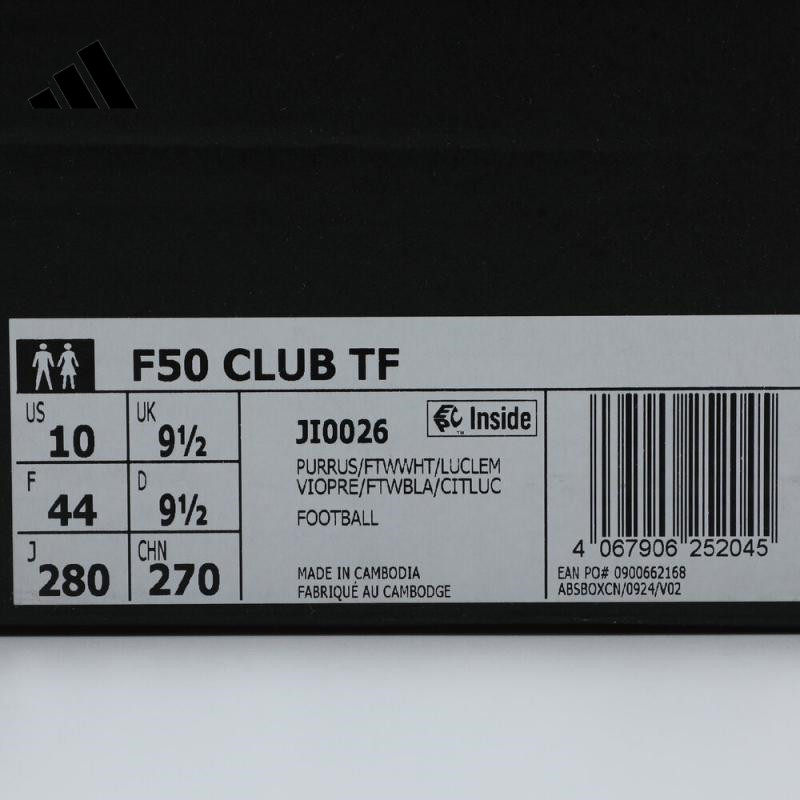 F50 CLUB TF
US
10
UK
9½
F
44
D
9½
J
280
CHN
270
JI0026
Inside
PURRUS/FTWWHT/LUCLEM
VIOPRE/FTWBLA/CITLUC
FOOTBALL
MADE IN CAMBODIA
FABRIQUÉ AU CAMBODGE
4 067906 252045
EAN PO# 0900662168
ABSBOXCN/0924/V02